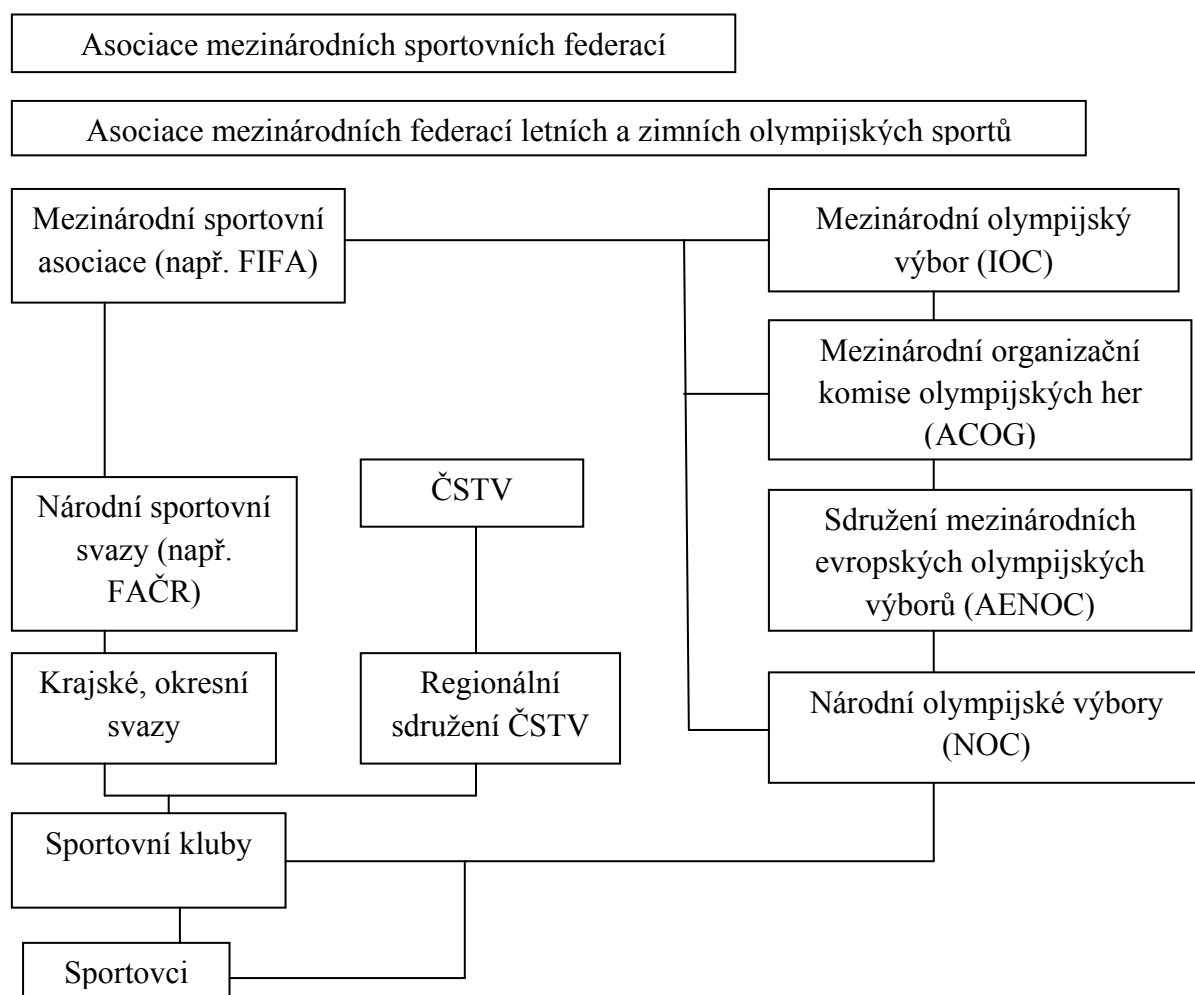 Asociace mezinárodních sportovních federací
Asociace mezinárodních federací letních a zimních olympijských sportů
Mezinárodní sportovní
asociace (např. FIFA)
Mezinárodní olympijský
výbor (IOC)
Mezinárodní organizační
komise olympijských her
(ACOG)
ČSTV
Národní sportovní
svazy (např.
FAČR)
Sdružení mezinárodních
evropských olympijských
výborů (AENOC)
Krajské, okresní
svazy
Regionální
sdružení ČSTV
Národní olympijské výbory
(NOC)
Sportovní kluby
Sportovci